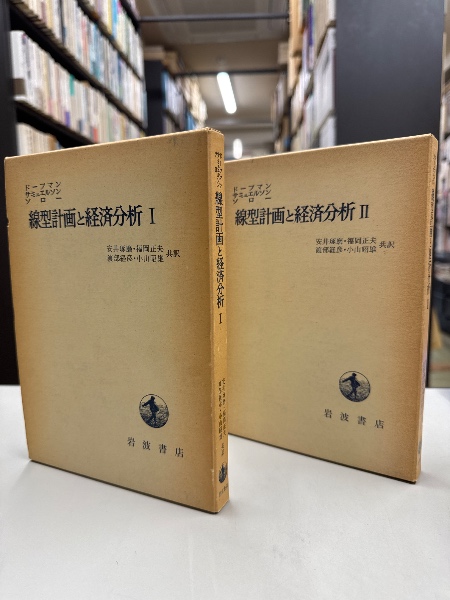 ドーフマン
サミュエルソン
ソロー
線型計画と経済分析 I
安井琢磨・福岡正夫
渡部経彦・小山昭雄
共訳
岩波書店
線型計画と経済分析 I
ドーフマン
サミュエルソン
ソロー
線型計画と経済分析 II
安井琢磨・福岡正夫
渡部経彦・小山昭雄
共訳
岩波書店